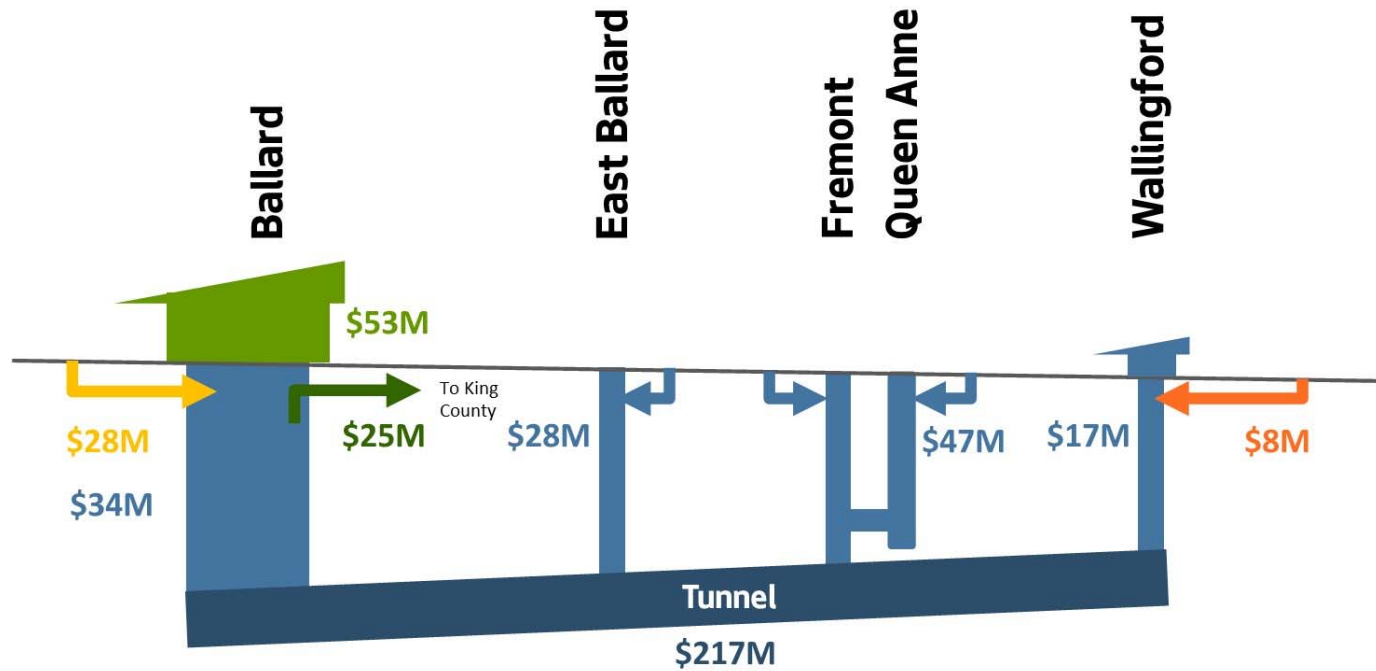 Ballard
East Ballard
Fremont
Queen Anne
Wallingford
$53M
To King
County
$28M
$25M
$28M
$47M
$17M
$8M
$34M
Tunnel
$217M